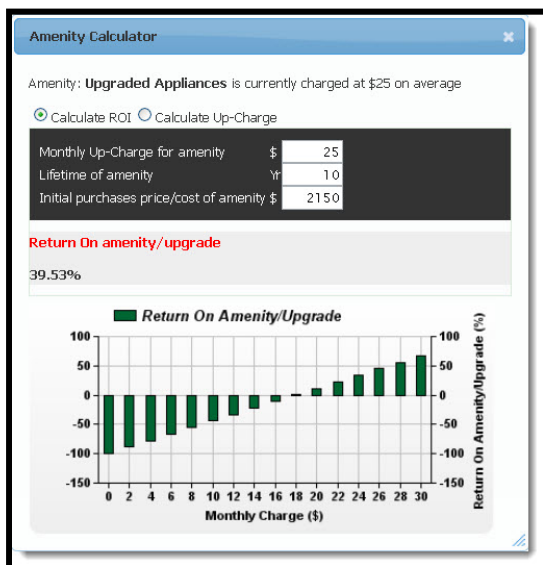 Amenity Calculator
Amenity: Upgraded Appliances is currently charged at $25 on average
Calculate ROI Calculate Up-Charge
Monthly Up-Charge for amenity $ 25
Lifetime of amenity Yr 10
Initial purchases price/cost of amenity $ 2150
Return On amenity/upgrade
39.53%
Return On Amenity/Upgrade
100 100
50 50
0 0
-50 -50
-100 -100
-150 -150
0 2 4 6 8 10 12 14 16 18 20 22 24 26 28 30
Monthly Charge ($)
Return On Amenity/Upgrade (%)